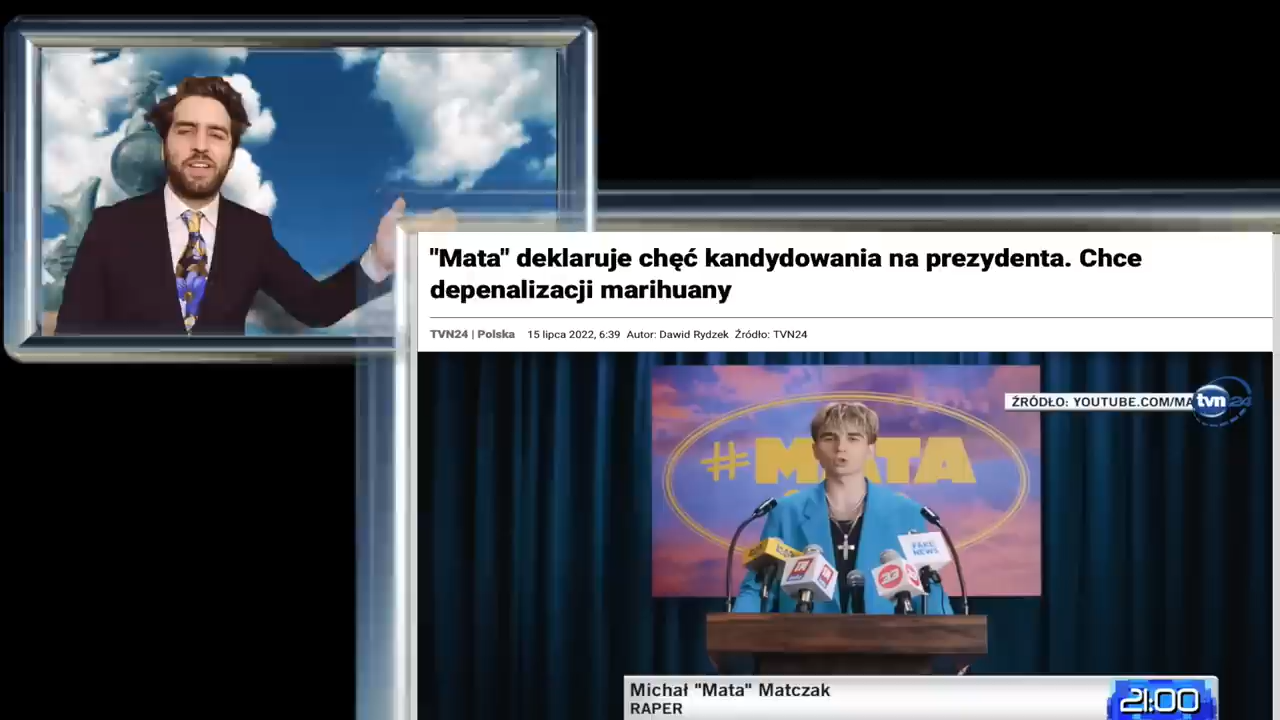 "Mata" deklaruje chęć kandydowania na prezydenta. Chce
depenalizacji marihuany
TVN24 | Polska 15 lipca 2022, 6:39 Autor: Dawid Rydzek Źródło: TVN24
ŹRÓDŁO: YOUTUBE.COM/MA
tvn24
#MATA
FAKE
NEWS
Michał "Mata" Matczak
RAPER
21:00